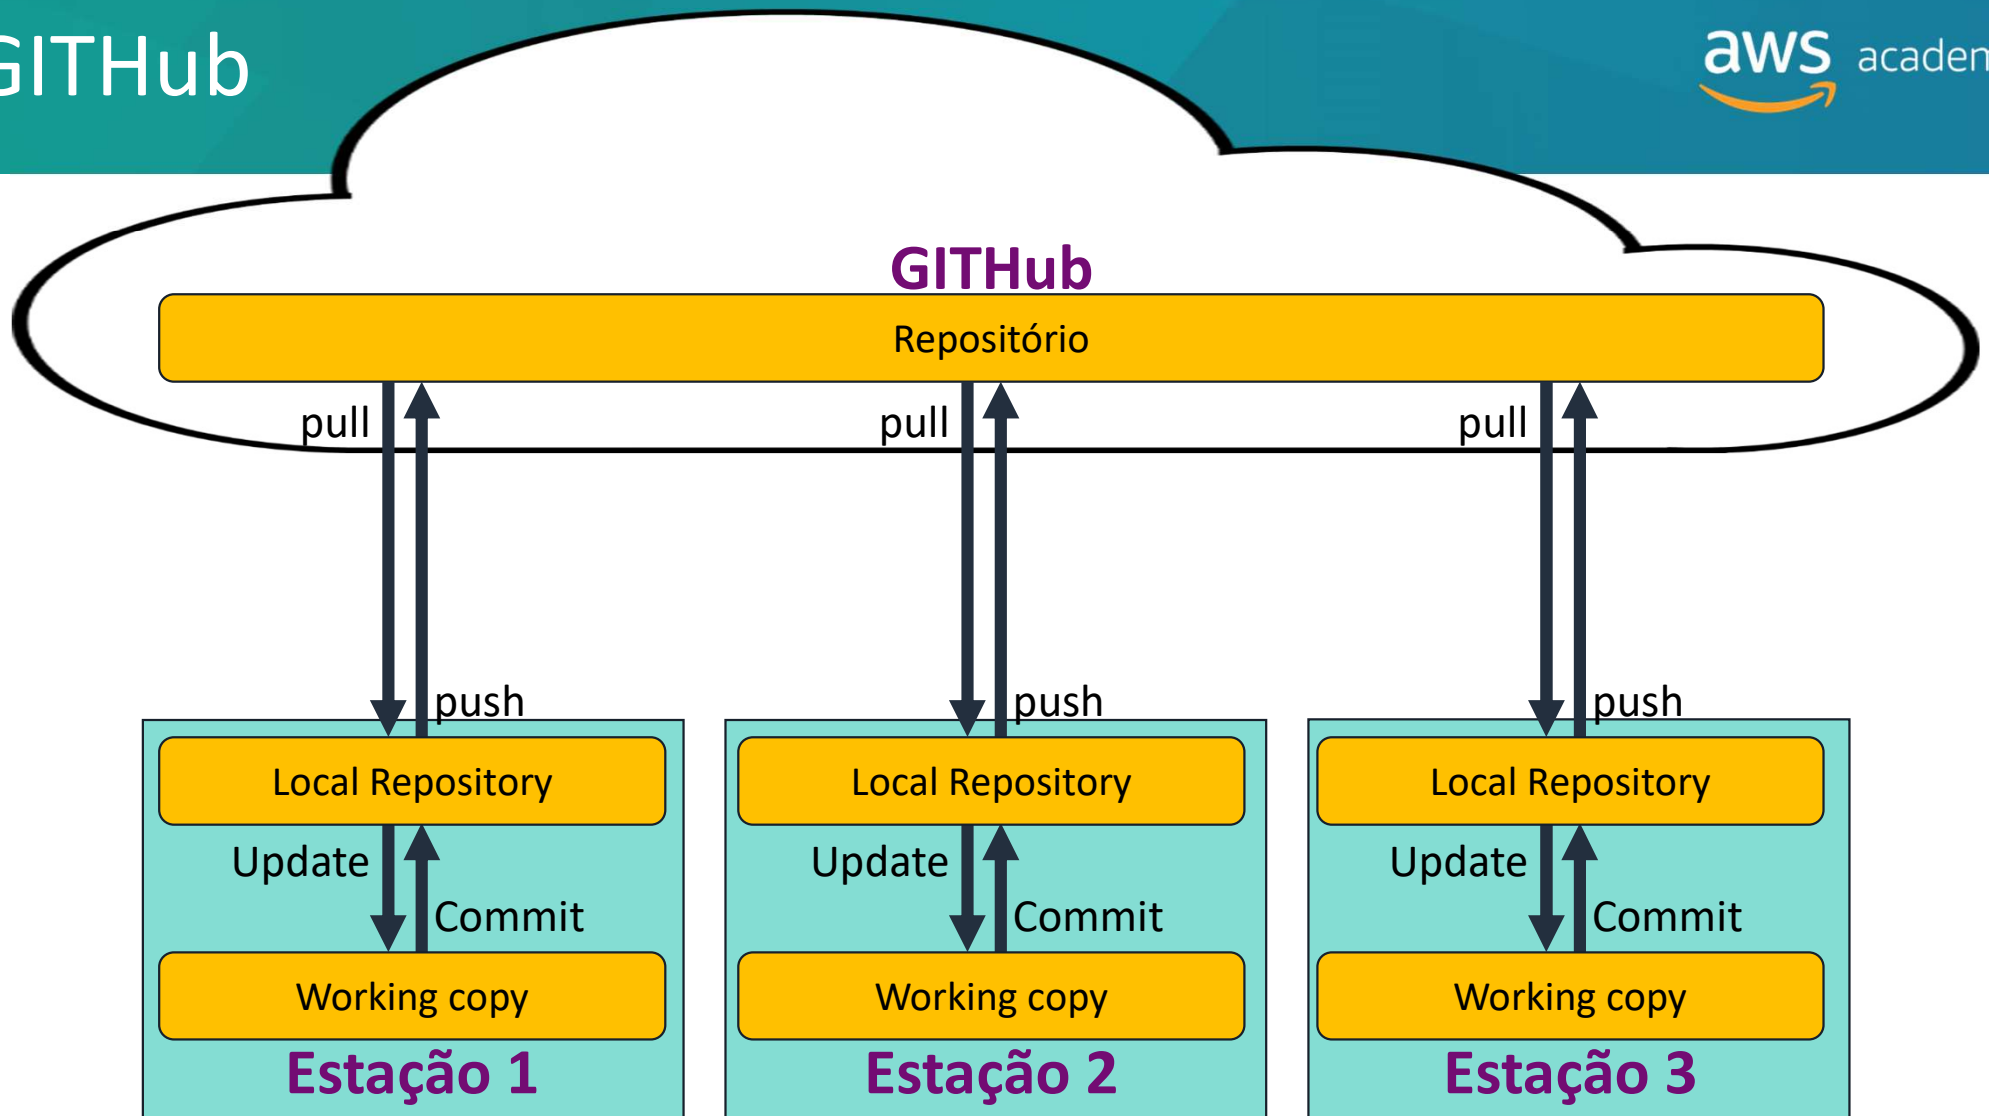 GITHub
aws academ
GITHub
Repositório
pull pull pull
push push push
Local Repository Local Repository Local Repository
Update Update Update
Commit Commit Commit
Working copy Working copy Working copy
Estação 1 Estação 2 Estação 3